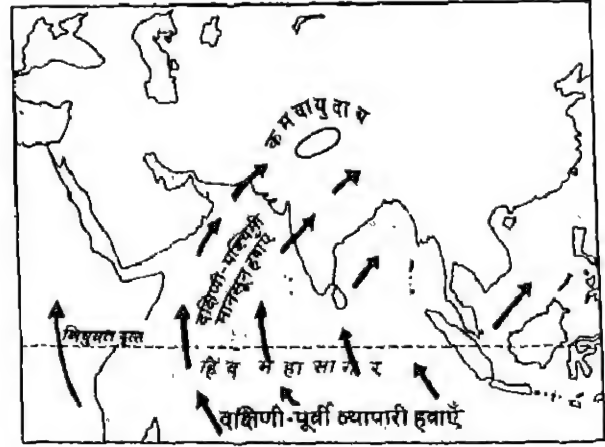 कम वायु दाय
दक्षिणी-पश्चिमी
मानसून हवाएँ
विषुवत वृत्त
हिंद महासागर
दक्षिणी-पूर्वी व्यापारी हवाएँ